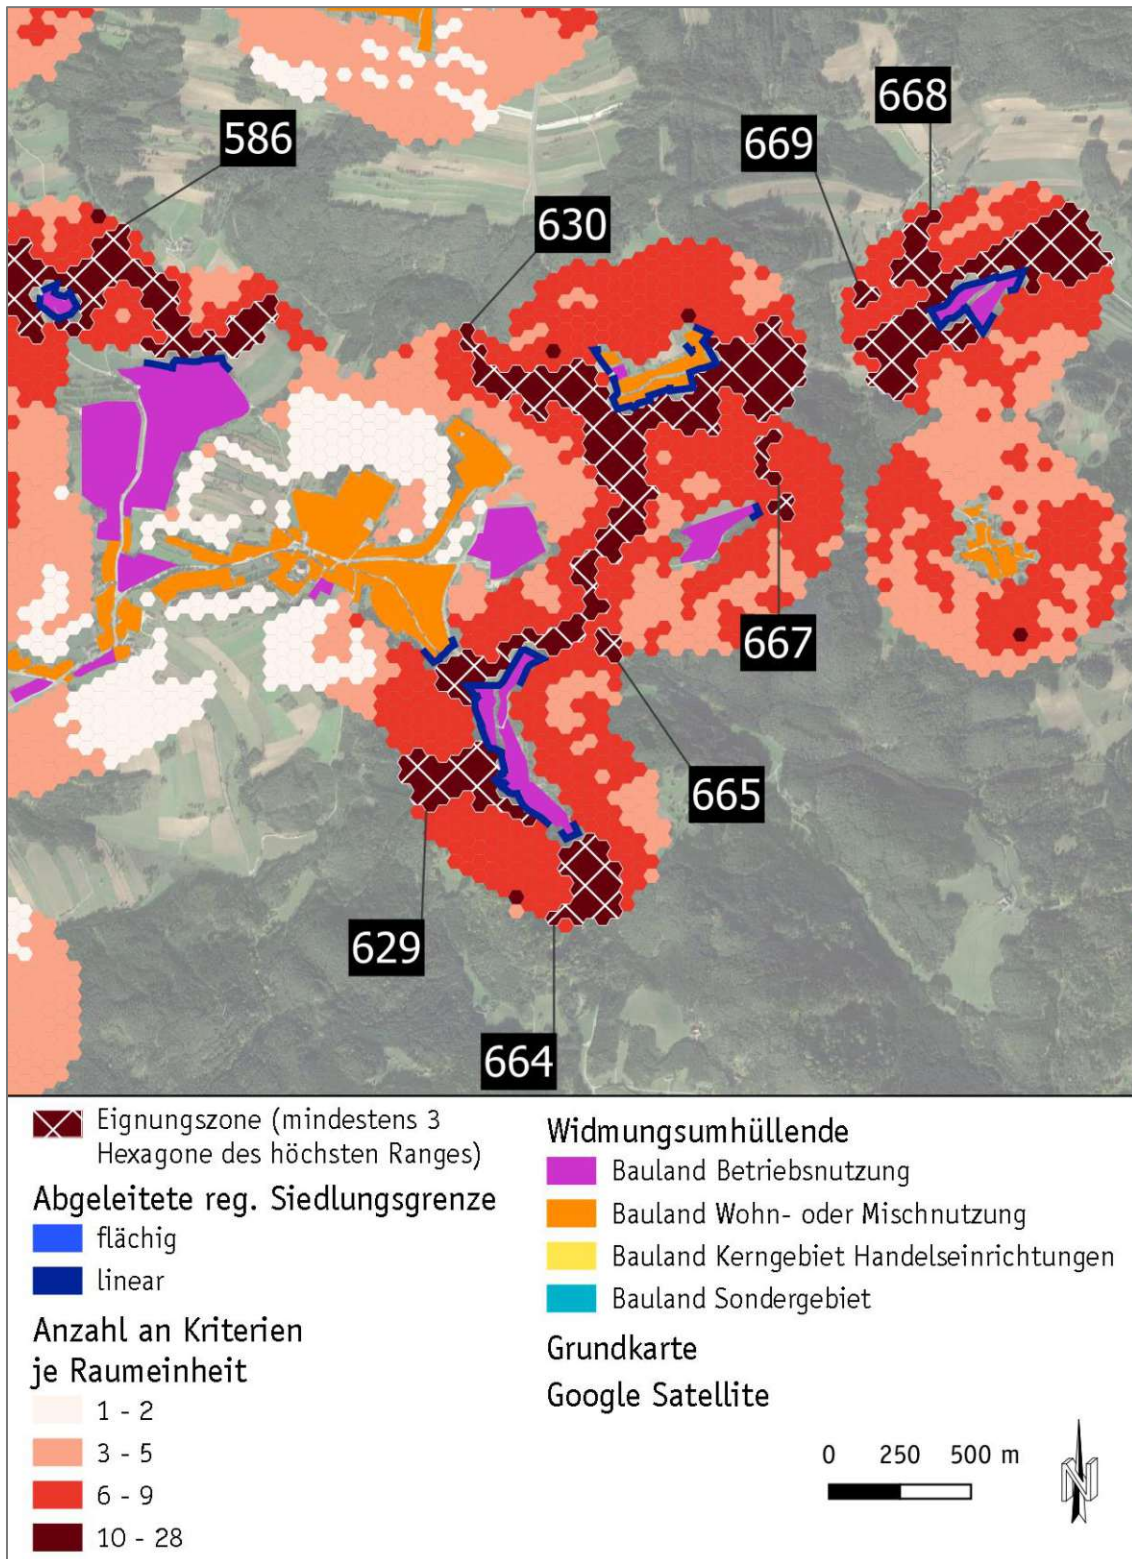 668
586
669
630
667
665
629
664
Eignungszone (mindestens 3
Hexagone des höchsten Ranges)
Abgeleitete reg. Siedlungsgrenze
flächig
linear
Anzahl an Kriterien
je Raumeinheit
1 - 2
3 - 5
6 - 9
10 - 28
Widmungsumhüllende
Bauland Betriebsnutzung
Bauland Wohn- oder Mischnutzung
Bauland Kerngebiet Handelseinrichtungen
Bauland Sondergebiet
Grundkarte
Google Satellite
0 250 500 m
N